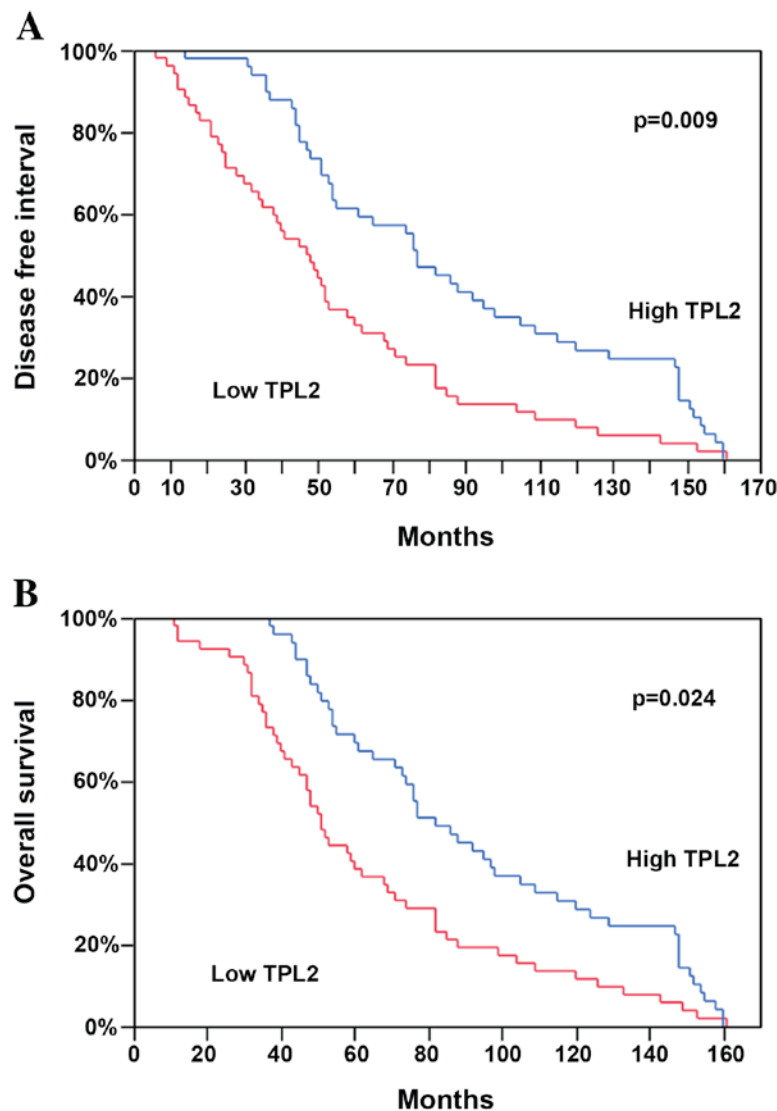 A
100%
80%
60%
40%
20%
0%
Disease free interval
p=0.009
High TPL2
Low TPL2
0 10 30 50 70 90 110 130 150 170
Months
B
100%
80%
60%
40%
20%
0%
Overall survival
p=0.024
High TPL2
Low TPL2
0 20 40 60 80 100 120 140 160
Months